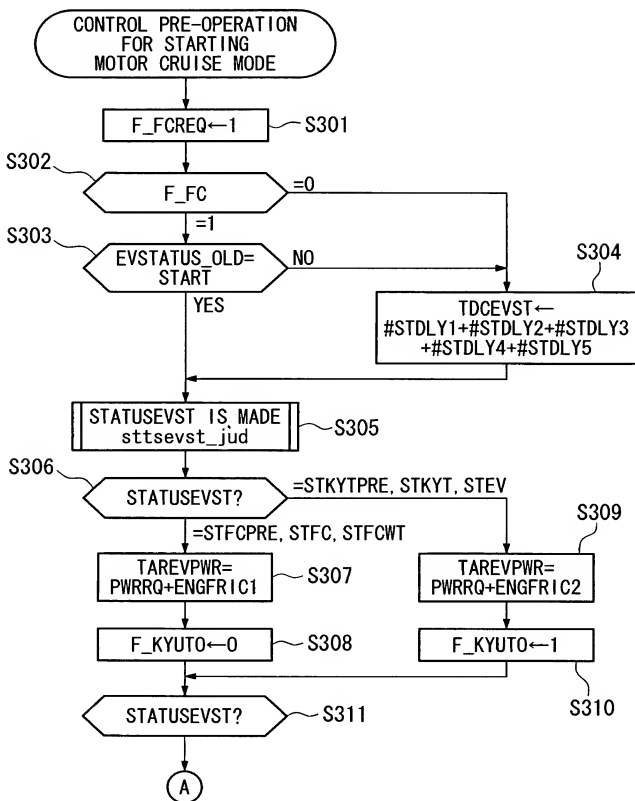 CONTROL PRE-OPERATION
FOR STARTING
MOTOR CRUISE MODE
F_FCREQ←1
S301
S302
F_FC
=0
=1
S303
EVSTATUS_OLD=
START
NO
YES
S304
TDCEVST←
#STDLY1+#STDLY2+#STDLY3
+#STDLY4+#STDLY5
STATUSEVST IS MADE
sttsevst_jud
S305
S306
STATUSEVST?
=STKYTPRE, STKYT, STEV
=STFCPRE, STFC, STFCWT
TAREVPWR=
PWRRQ+ENGFRIC1
S307
S309
TAREVPWR=
PWRRQ+ENGFRIC2
F_KYUTO←0
S308
F_KYUTO←1
S310
STATUSEVST?
S311
A